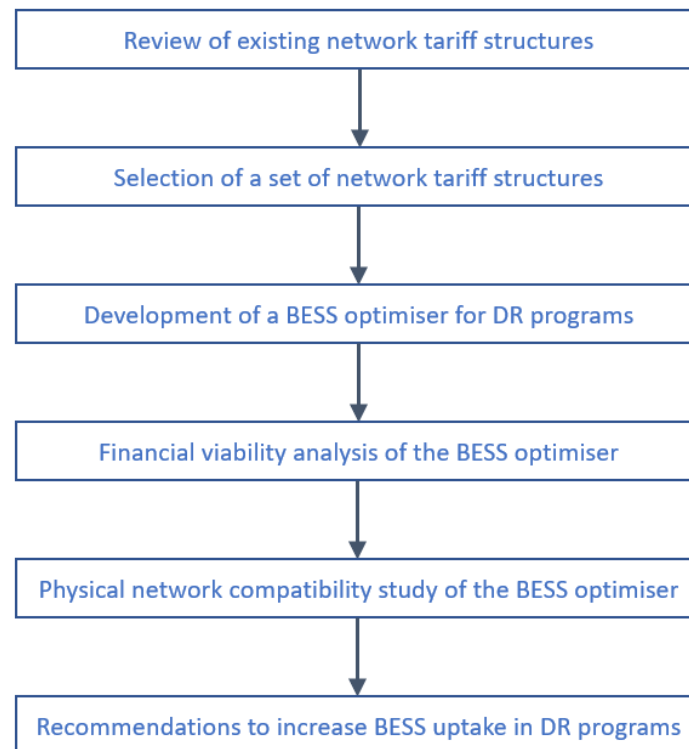 Review of existing network tariff structures
Selection of a set of network tariff structures
Development of a BESS optimiser for DR programs
Financial viability analysis of the BESS optimiser
Physical network compatibility study of the BESS optimiser
Recommendations to increase BESS uptake in DR programs